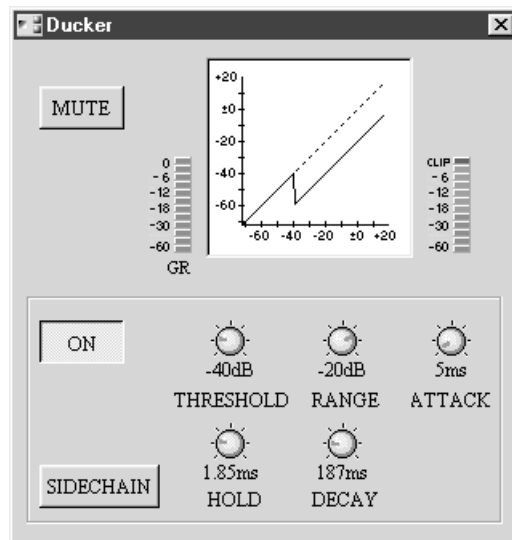 Ducker
MUTE
+20
±0
-20
-40
-60
-60 -40 -20 ±0 +20
0
-6
-12
-18
-30
-60
GR
CLIP
-6
-12
-18
-30
-60
ON
-40dB -20dB 5ms
THRESHOLD RANGE ATTACK
1.85ms 187ms
SIDECHAIN HOLD DECAY